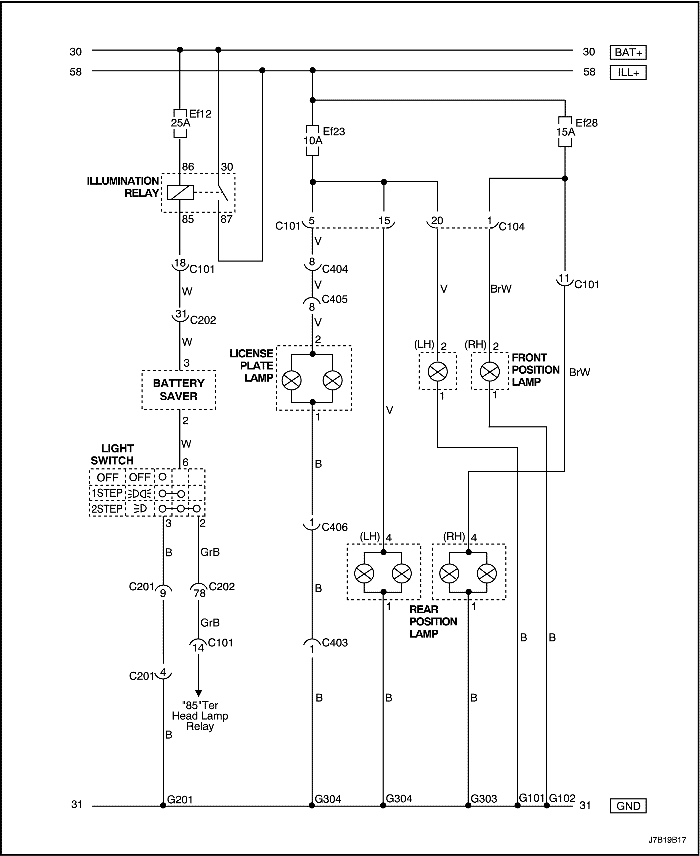 30 30 BAT+
58 58 ILL+
Ef12
25A
Ef23
10A
Ef28
15A
86 30
ILLUMINATION
RELAY
85 87
C101 5 15 20 1 C104
V
18 C101
8 C404
11 C101
W
V
V
BrW
C405
8
31 C202
V
W
2
(LH) 2 (RH) 2
LICENSE
PLATE
LAMP
FRONT
POSITION
LAMP
3
BrW
BATTERY
SAVER
1 1
1
2
V
W
LIGHT
SWITCH
6
B
OFF OFF
1STEP
2STEP
3 2
1 C406
(LH) 4 (RH) 4
B GrB
C201 9
78 C202
B
1 1
REAR
POSITION
LAMP
GrB
14 C101
1 C403
B B
C201 4
"85"Ter
Head Lamp
Relay
B B B
B
31 G201 G304 G304 G303 G101 G102 31 GND
J7B19B17